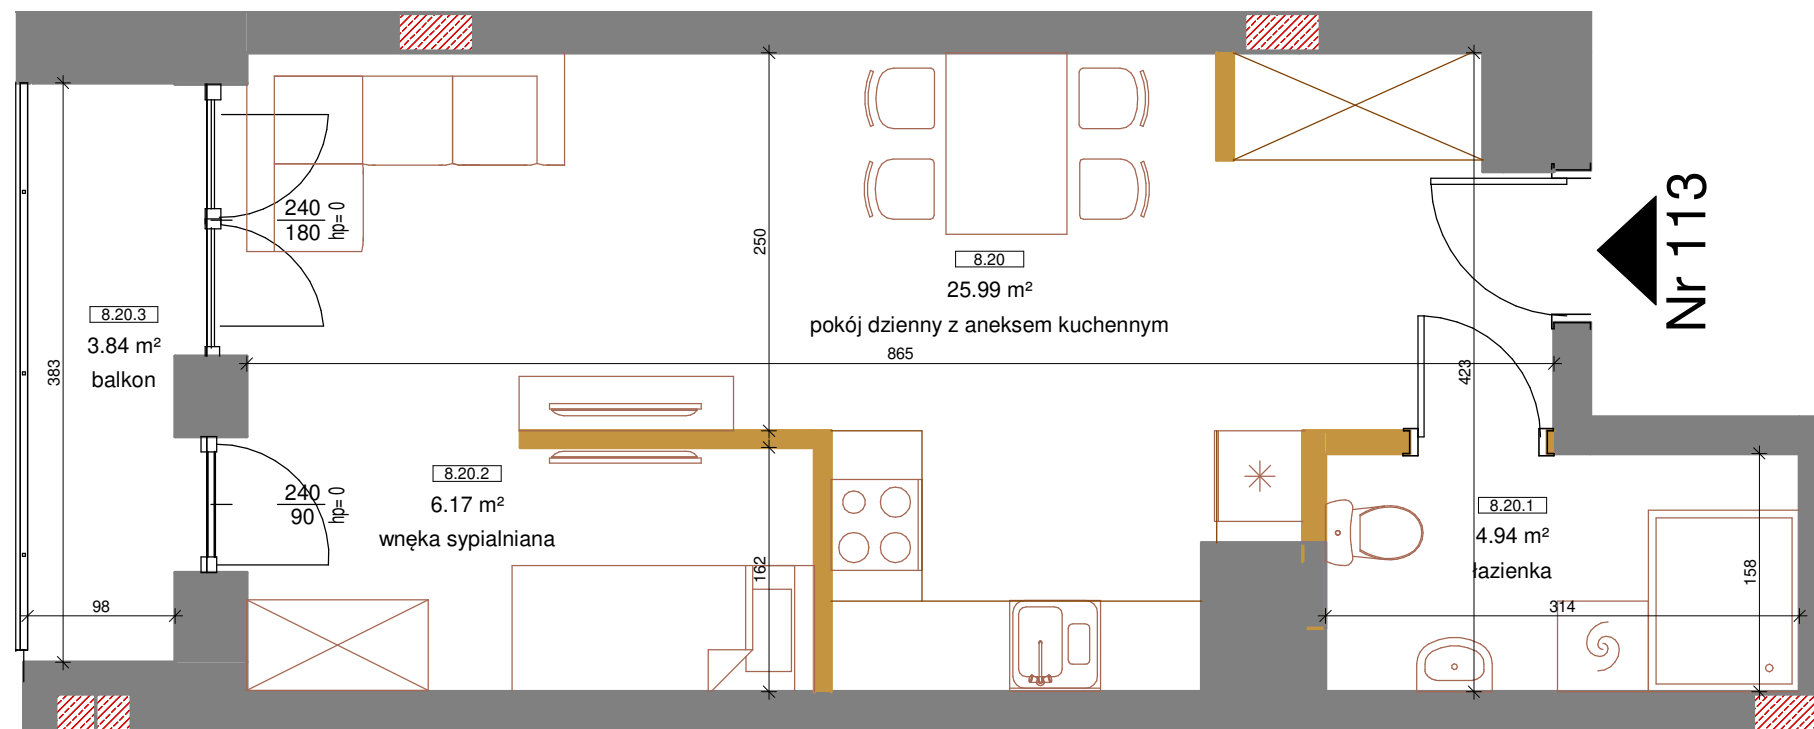 240
180
hp= 0
250
8.20
25.99 m²
pokój dzienny z aneksem kuchennym
865
Nr 113
8.20.3
3.84 m²
balkon
383
423
8.20.2
6.17 m²
wnęka sypialniana
240
90
hp= 0
162
8.20.1
4.94 m²
łazienka
158
98
314